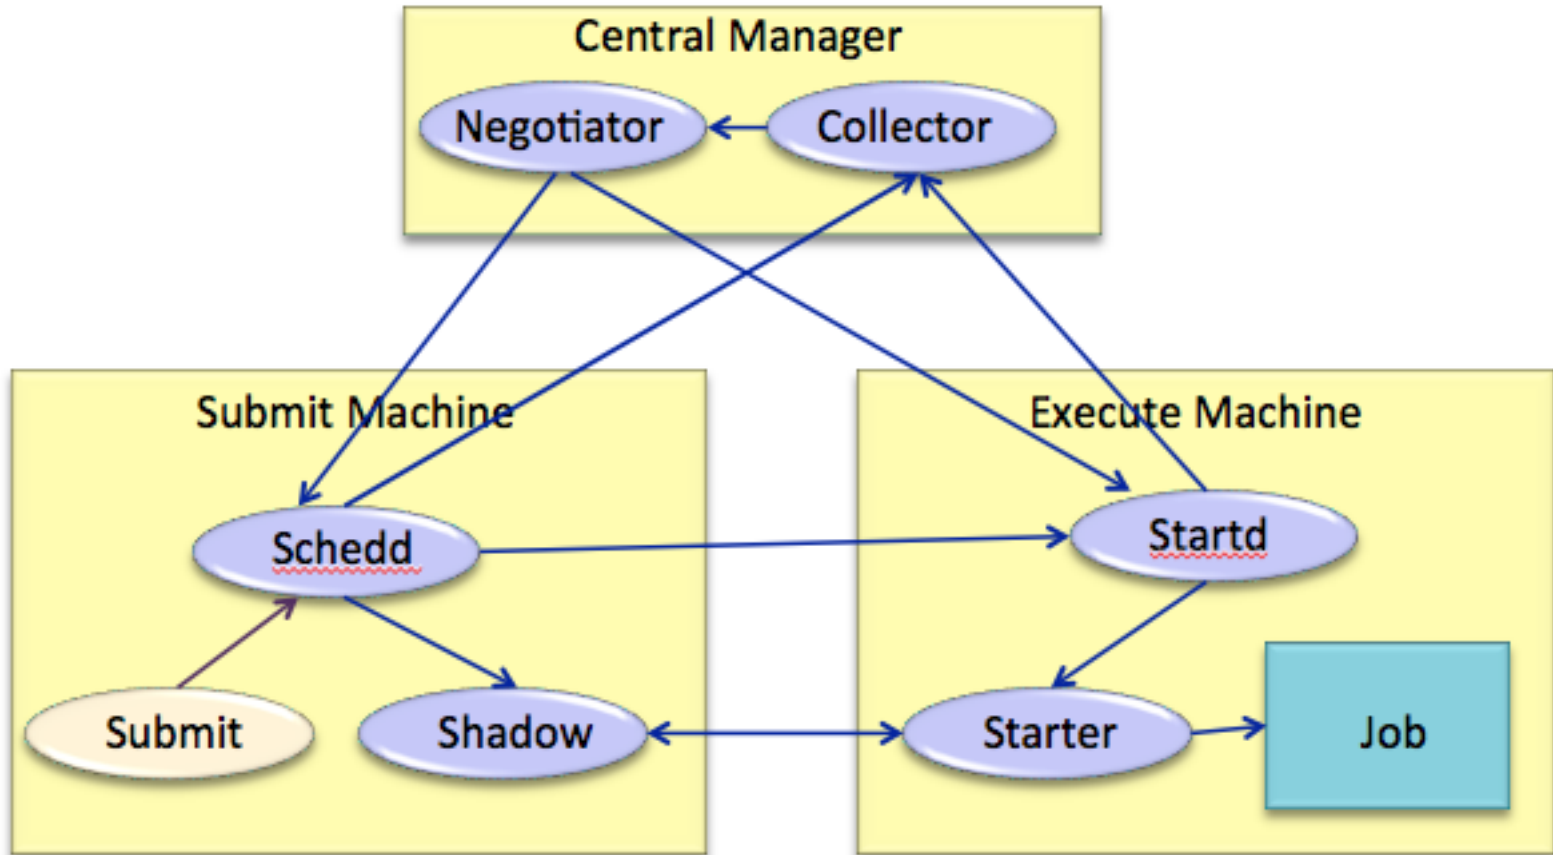 Central Manager
Negotiator
Collector
Submit Machine
Execute Machine
Schedd
Startd
Submit
Shadow
Starter
Job